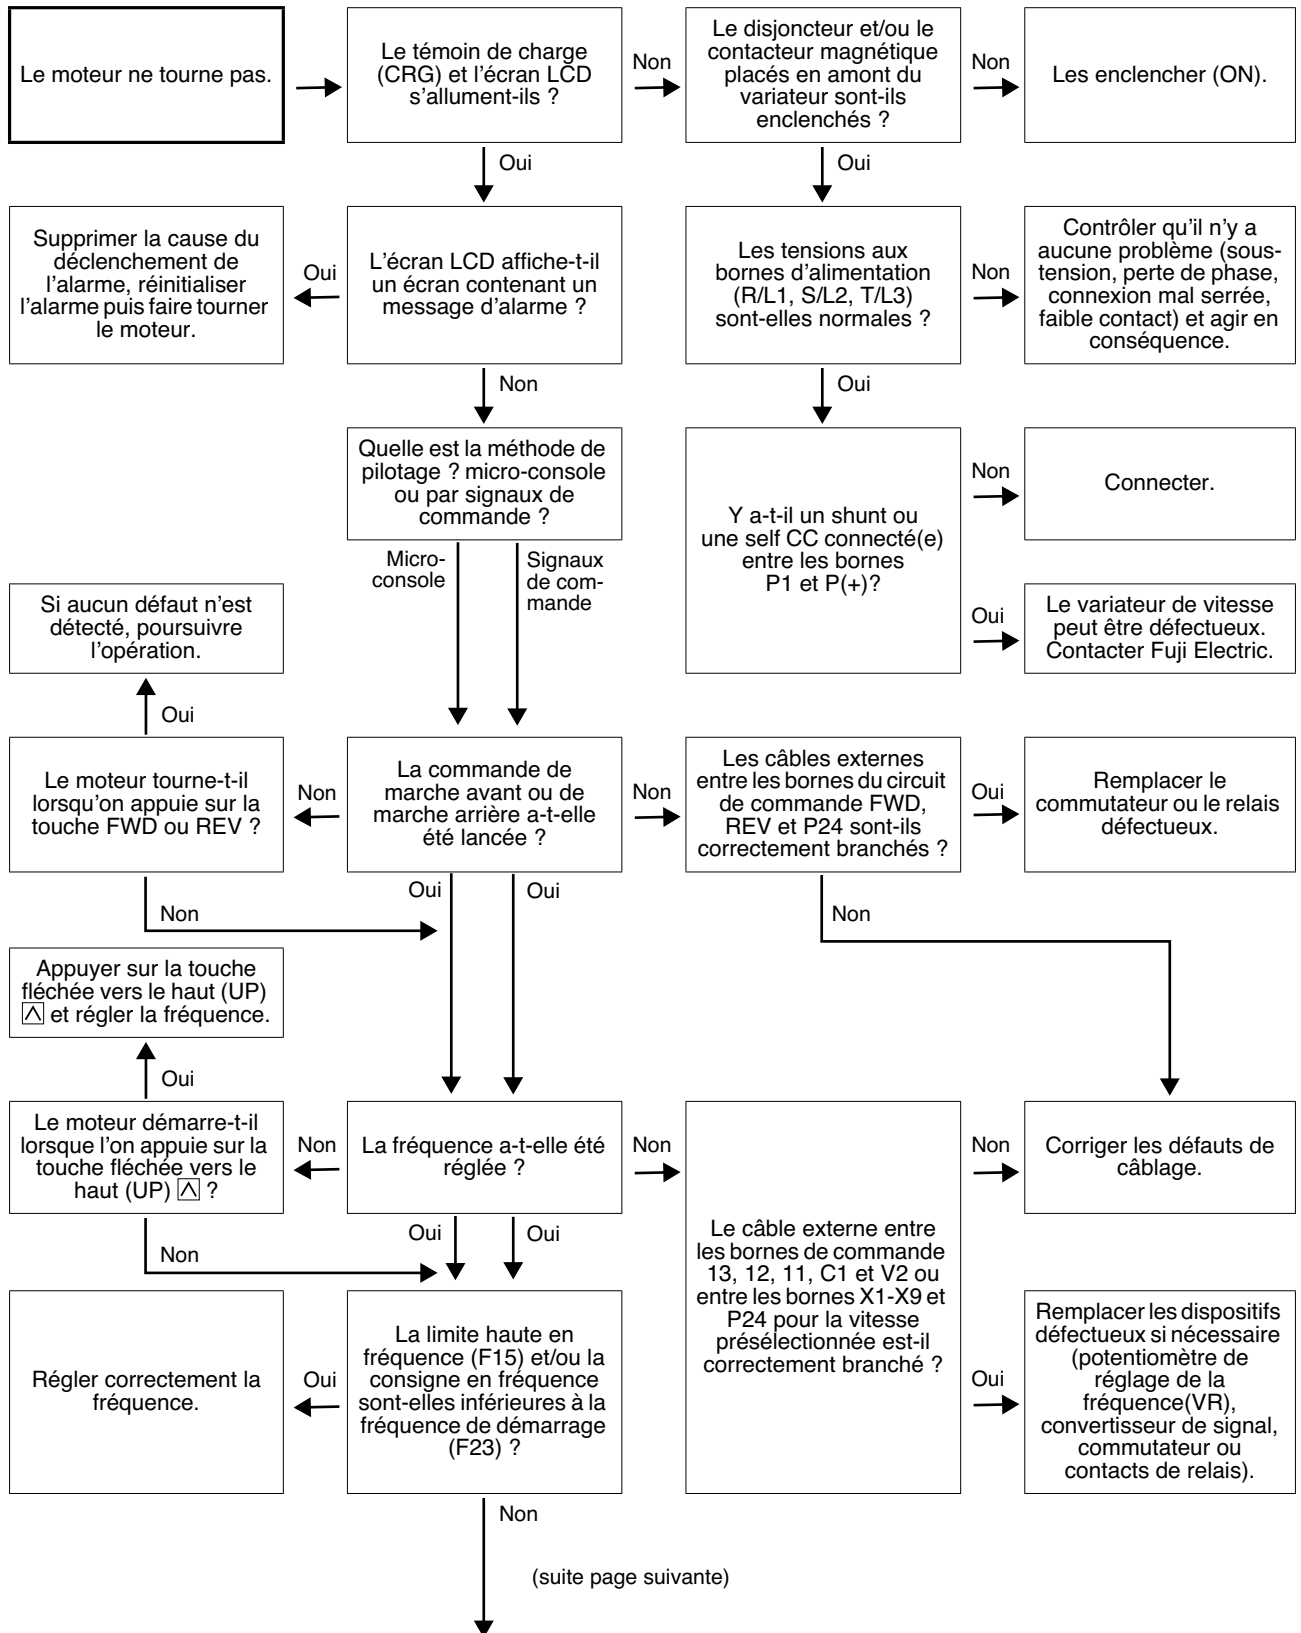 Le moteur ne tourne pas.
Le témoin de charge
(CRG) et l'écran LCD
s'allument-ils ?
Non
Le disjoncteur et/ou le
contacteur magnétique
placés en amont du
variateur sont-ils
enclenchés ?
Non
Les enclencher (ON).
Oui
Oui
Supprimer la cause du
déclenchement de
l'alarme, réinitialiser
l'alarme puis faire tourner
le moteur.
Oui
L'écran LCD affiche-t-il
un écran contenant un
message d'alarme ?
Les tensions aux
bornes d'alimentation
(R/L1, S/L2, T/L3)
sont-elles normales ?
Non
Contrôler qu'il n'y a
aucune problème (sous-
tension, perte de phase,
connexion mal serrée,
faible contact) et agir en
conséquence.
Non
Oui
Quelle est la méthode de
pilotage ? micro-console
ou par signaux de
commande ?
Y a-t-il un shunt ou
une self CC connecté(e)
entre les bornes
P1 et P(+)?
Non
Connecter.
Micro-
console
Signaux
de com-
mande
Oui
Le variateur de vitesse
peut être défectueux.
Contacter Fuji Electric.
Si aucun défaut n'est
détecté, poursuivre
l'opération.
Oui
Le moteur tourne-t-il
lorsqu'on appuie sur la
touche FWD ou REV ?
Non
La commande de
marche avant ou de
marche arrière a-t-elle
été lancée ?
Non
Les câbles externes
entre les bornes du circuit
de commande FWD,
REV et P24 sont-ils
correctement branchés ?
Oui
Remplacer le
commutateur ou le relais
défectueux.
Non
Oui
Oui
Non
Appuyer sur la touche
fléchée vers le haut (UP)
∧ et régler la fréquence.
Oui
Le moteur démarre-t-il
lorsque l'on appuie sur la
touche fléchée vers le
haut (UP) ∧ ?
Non
La fréquence a-t-elle été
réglée ?
Non
Le câble externe entre
les bornes de commande
13, 12, 11, C1 et V2 ou
entre les bornes X1-X9 et
P24 pour la vitesse
présélectionnée est-il
correctement branché ?
Non
Corriger les défauts de
câblage.
Non
Oui
Oui
Régler correctement la
fréquence.
Oui
La limite haute en
fréquence (F15) et/ou la
consigne en fréquence
sont-elles inférieures à la
fréquence de démarrage
(F23) ?
Oui
Remplacer les dispositifs
défectueux si nécessaire
(potentiomètre de
réglage de la
fréquence(VR),
convertisseur de signal,
commutateur ou
contacts de relais).
Non
(suite page suivante)